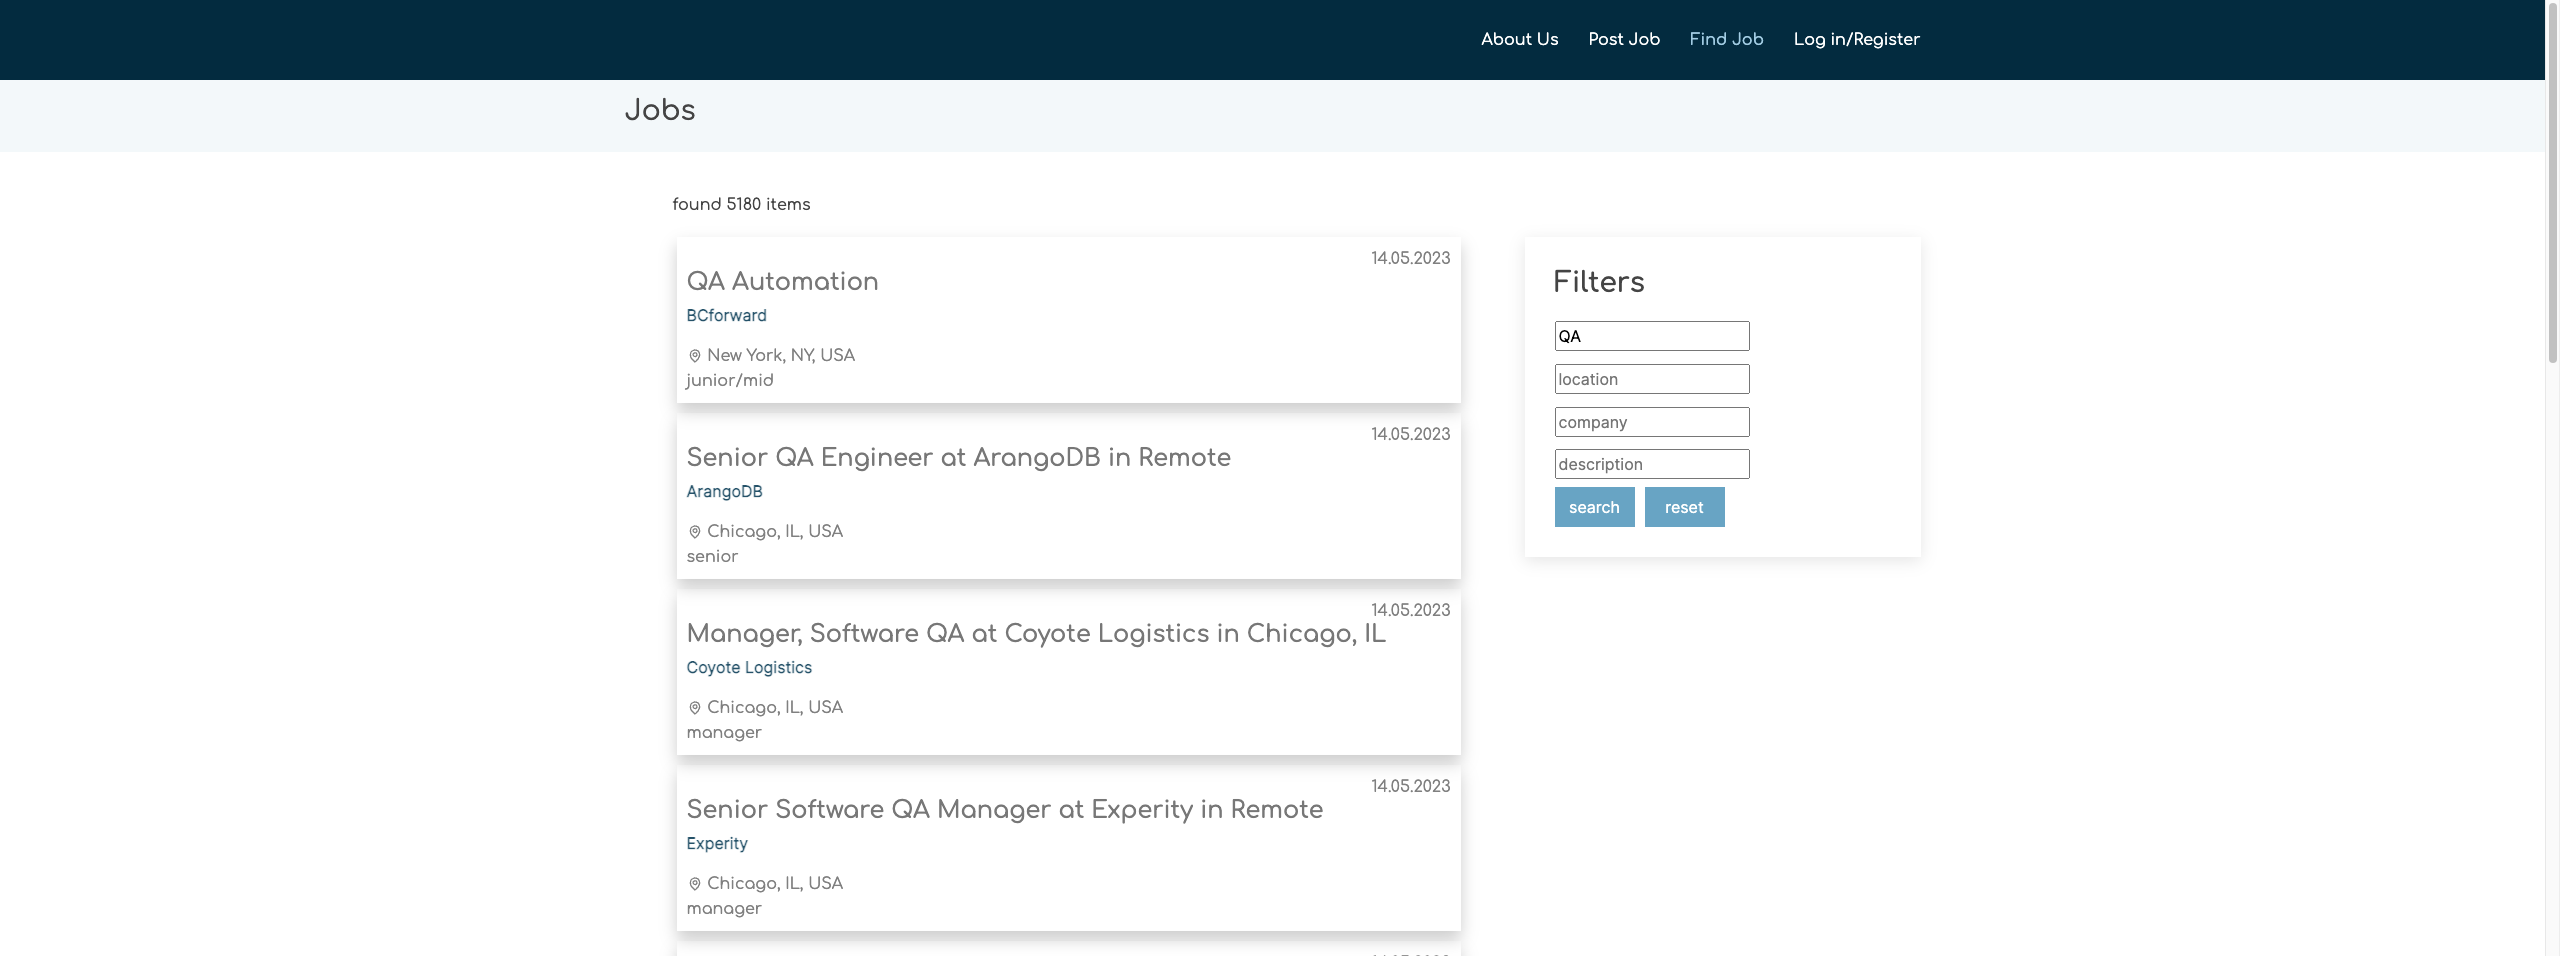 About Us Post Job Find Job Log in/Register
Jobs
found 5180 items
14.05.2023
QA Automation
BCforward
New York, NY, USA
junior/mid
14.05.2023
Senior QA Engineer at ArangoDB in Remote
ArangoDB
Chicago, IL, USA
senior
14.05.2023
Manager, Software QA at Coyote Logistics in Chicago, IL
Coyote Logistics
Chicago, IL, USA
manager
14.05.2023
Senior Software QA Manager at Experity in Remote
Experity
Chicago, IL, USA
manager
Filters
QA
location
company
description
search reset